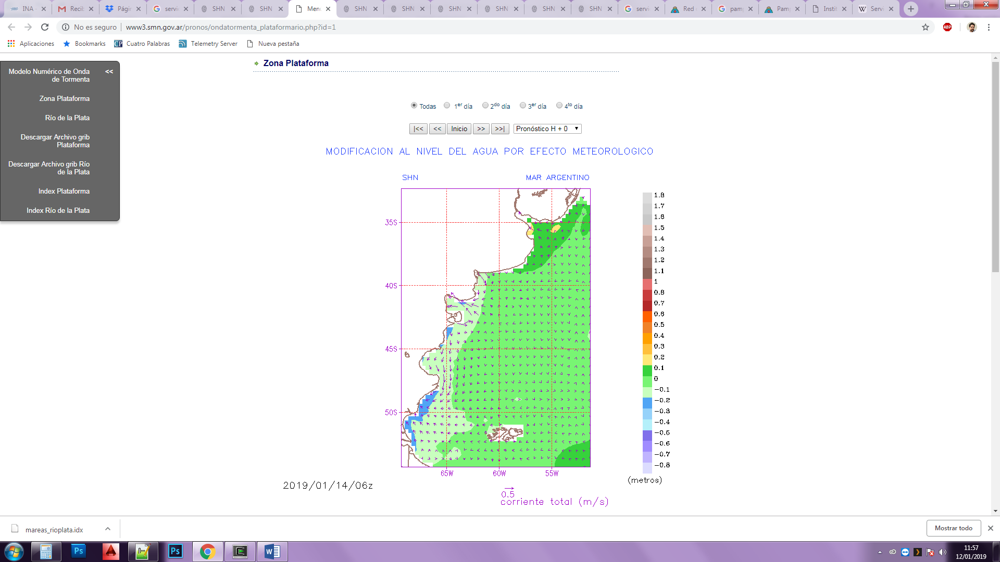 INA
Recib
Págin
servic
SHN
SHN
Menu
SHN
SHN
SHN
SHN
SHN
SHN
servic
Red
pamp
Pamp
Instit
Servi
No es seguro
www3.smn.gov.ar/pronos/ondatormenta_plataformario.php?id=1
ABP
Aplicaciones
Bookmarks
Cuatro Palabras
Telemetry Server
Nueva pestaña
Modelo Numérico de Onda
de Tormenta
<<
Zona Plataforma
Río de la Plata
Descargar Archivo grib
Plataforma
Descargar Archivo grib Río
de la Plata
Index Plataforma
Index Río de la Plata
Zona Plataforma
Todas 1er día 2do día 3er día 4to día
|<< << Inicio >> >>| Pronóstico H + 0
MODIFICACION AL NIVEL DEL AGUA POR EFECTO METEOROLOGICO
SHN MAR ARGENTINO
35S
40S
45S
50S
65W 60W 55W
1.8
1.7
1.6
1.5
1.4
1.3
1.2
1.1
1
0.8
0.7
0.6
0.5
0.4
0.3
0.2
0.1
0
-0.1
-0.2
-0.3
-0.4
-0.5
-0.6
-0.7
-0.8
(metros)
2019/01/14/06z
0.5
corriente total (m/s)
mareas_rioplata.idx
Mostrar todo
11:57
12/01/2019